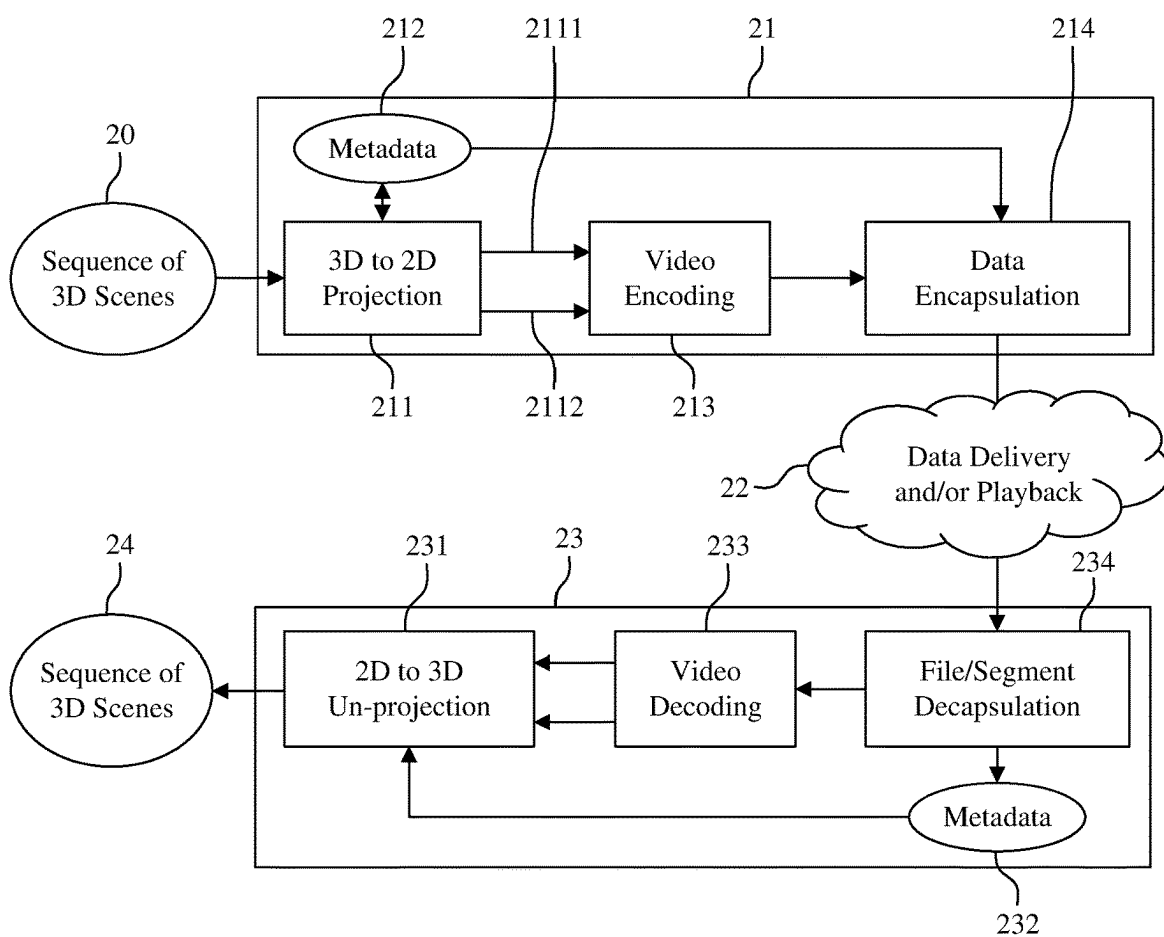 212
2111
21
214
20
Metadata
Sequence of
3D Scenes
3D to 2D
Projection
Video
Encoding
Data
Encapsulation
211
2112
213
22
Data Delivery
and/or Playback
24
231
23
233
234
Sequence of
3D Scenes
2D to 3D
Un-projection
Video
Decoding
File/Segment
Decapsulation
Metadata
232